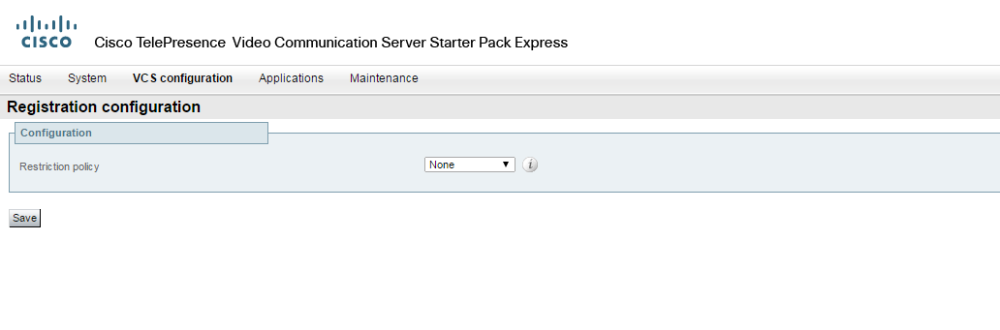 CISCO
Cisco TelePresence Video Communication Server Starter Pack Express
Status System VCS configuration Applications Maintenance
Registration configuration
Configuration
Restriction policy None ▼ i
Save